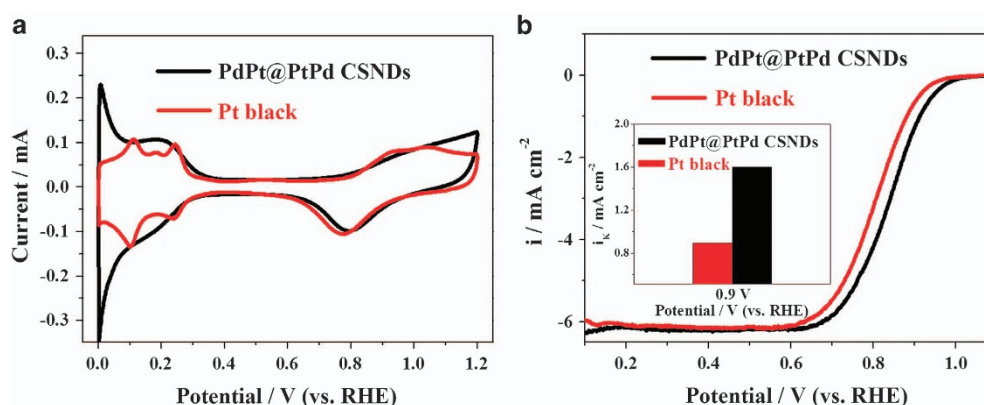 a
PdPt@PtPd CSNDs
Pt black
Current / mA
0.3
0.2
0.1
0.0
-0.1
-0.2
-0.3
0.0 0.2 0.4 0.6 0.8 1.0 1.2
Potential / V (vs. RHE)
b
PdPt@PtPd CSNDs
Pt black
i / mA cm⁻²
0
-2
-4
-6
0.2 0.4 0.6 0.8 1.0
Potential / V (vs. RHE)
PdPt@PtPd CSNDs
Pt black
iₖ / mA cm⁻²
2.0
1.6
1.2
0.8
0.9 V
Potential / V (vs. RHE)